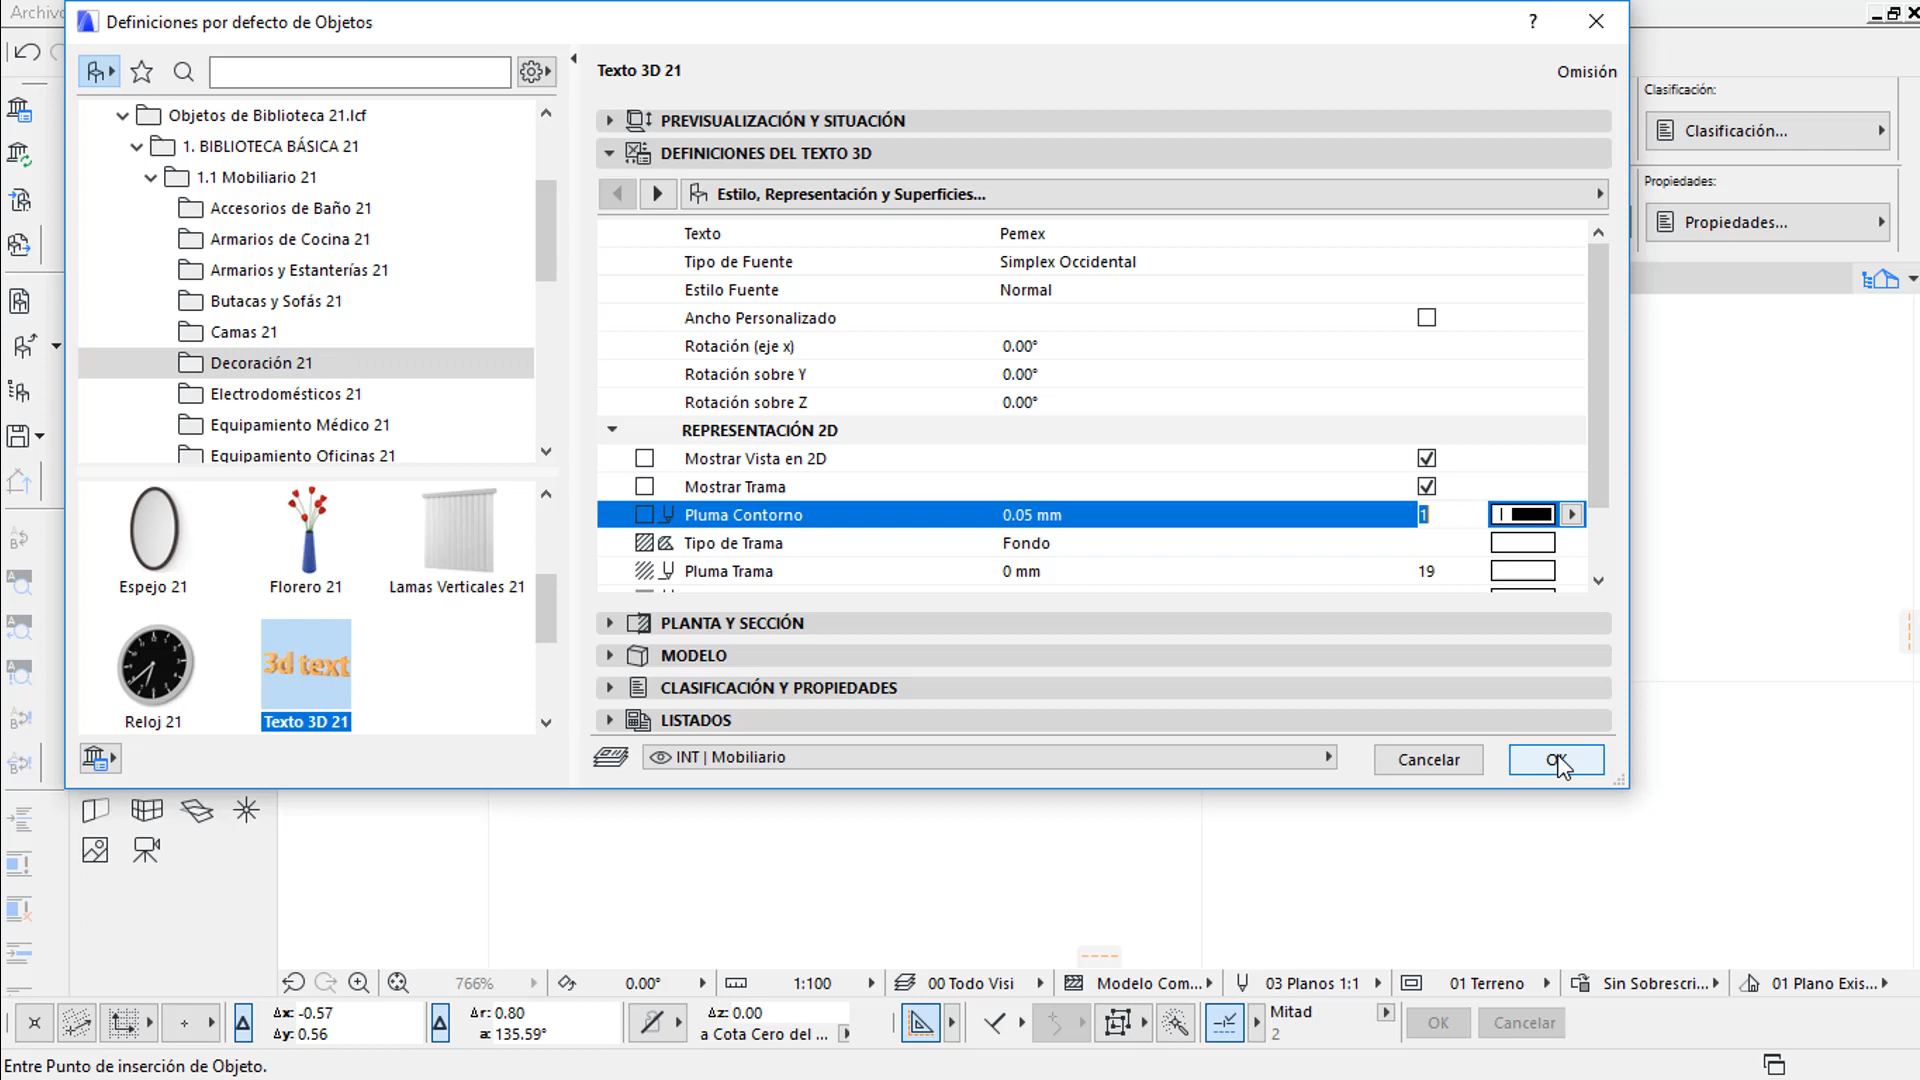 Archivo
Definiciones por defecto de Objetos
?
Texto 3D 21
Omisión
Objetos de Biblioteca 21.lcf
1. BIBLIOTECA BÁSICA 21
1.1 Mobiliario 21
Accesorios de Baño 21
Armarios de Cocina 21
Armarios y Estanterías 21
Butacas y Sofás 21
Camas 21
Decoración 21
Electrodomésticos 21
Equipamiento Médico 21
Equipamiento Oficinas 21
Espejo 21
Florero 21
Lamas Verticales 21
Reloj 21
3d text
Texto 3D 21
PREVISUALIZACIÓN Y SITUACIÓN
DEFINICIONES DEL TEXTO 3D
Estilo, Representación y Superficies...
Texto Pemex
Tipo de Fuente Simplex Occidental
Estilo Fuente Normal
Ancho Personalizado
Rotación (eje x) 0.00°
Rotación sobre Y 0.00°
Rotación sobre Z 0.00°
REPRESENTACIÓN 2D
Mostrar Vista en 2D
Mostrar Trama
Pluma Contorno 0.05 mm 1
Tipo de Trama Fondo
Pluma Trama 0 mm 19
PLANTA Y SECCIÓN
MODELO
CLASIFICACIÓN Y PROPIEDADES
LISTADOS
INT | Mobiliario
Cancelar
OK
Clasificación:
Clasificación...
Propiedades:
Propiedades...
766% 0.00° 1:100 00 Todo Visi Modelo Com... 03 Planos 1:1 01 Terreno Sin Sobrescri... 01 Plano Exis...
Δx: -0.57
Δy: 0.56
Δr: 0.80
a: 135.59°
Δz: 0.00
a Cota Cero del ...
Mitad
2
OK
Cancelar
Entre Punto de inserción de Objeto.